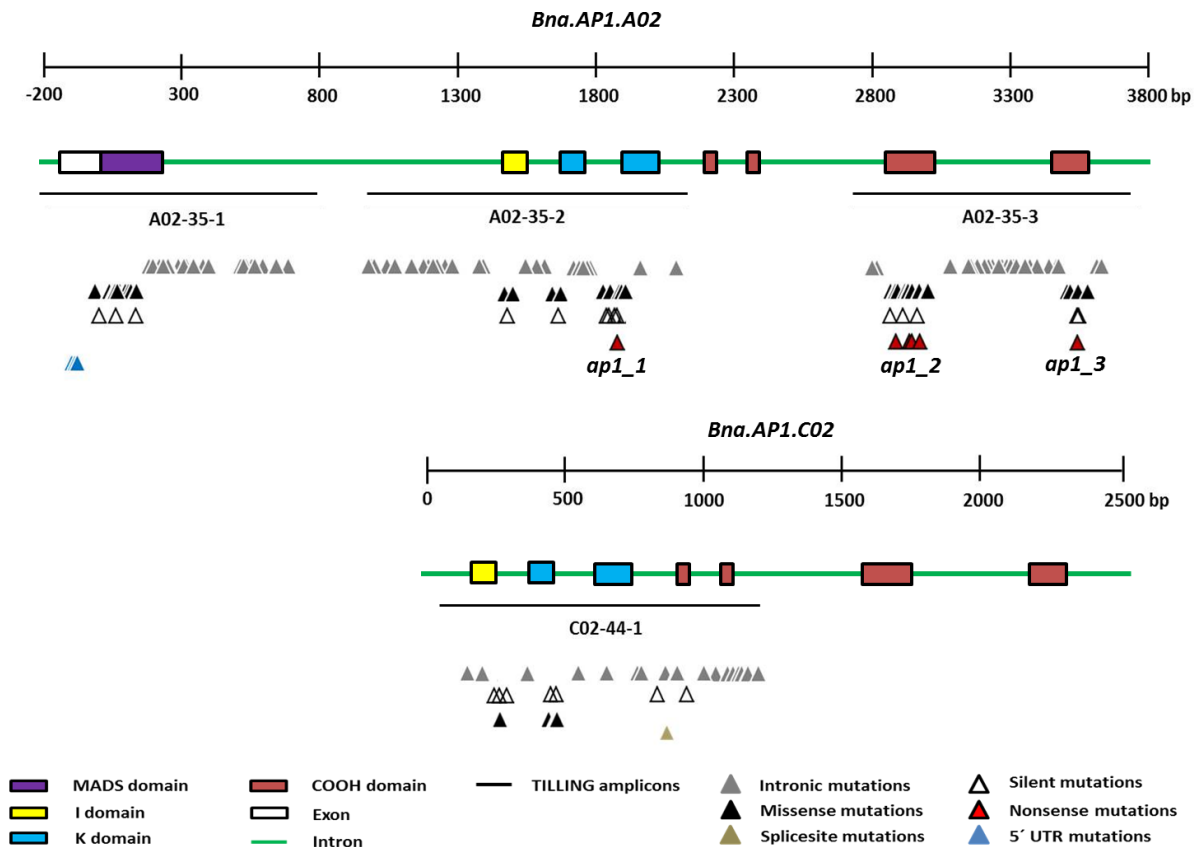 Bna.AP1.A02
-200 300 800 1300 1800 2300 2800 3300 3800 bp
A02-35-1 A02-35-2 A02-35-3
ap1_1 ap1_2 ap1_3
Bna.AP1.C02
0 500 1000 1500 2000 2500 bp
C02-44-1
MADS domain COOH domain TILLING amplicons Intronic mutations Silent mutations
I domain Exon Missense mutations Nonsense mutations
K domain Intron Splicesite mutations 5´ UTR mutations